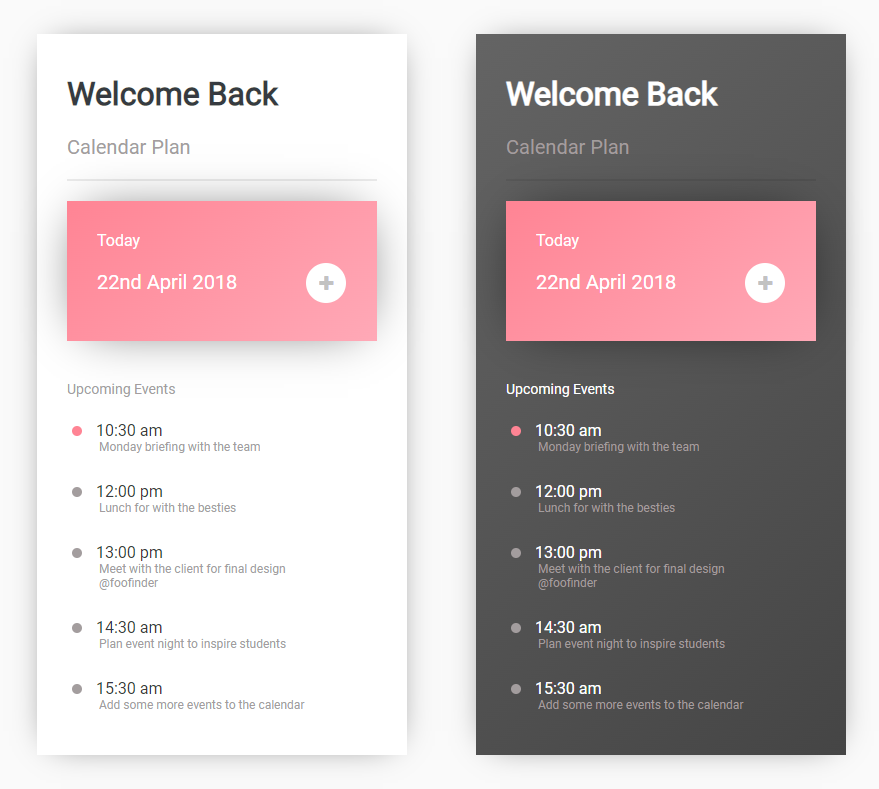 Welcome Back
Calendar Plan
Today
22nd April 2018
Upcoming Events
10:30 am
Monday briefing with the team
12:00 pm
Lunch for with the besties
13:00 pm
Meet with the client for final design
@foofinder
14:30 am
Plan event night to inspire students
15:30 am
Add some more events to the calendar
Welcome Back
Calendar Plan
Today
22nd April 2018
Upcoming Events
10:30 am
Monday briefing with the team
12:00 pm
Lunch for with the besties
13:00 pm
Meet with the client for final design
@foofinder
14:30 am
Plan event night to inspire students
15:30 am
Add some more events to the calendar